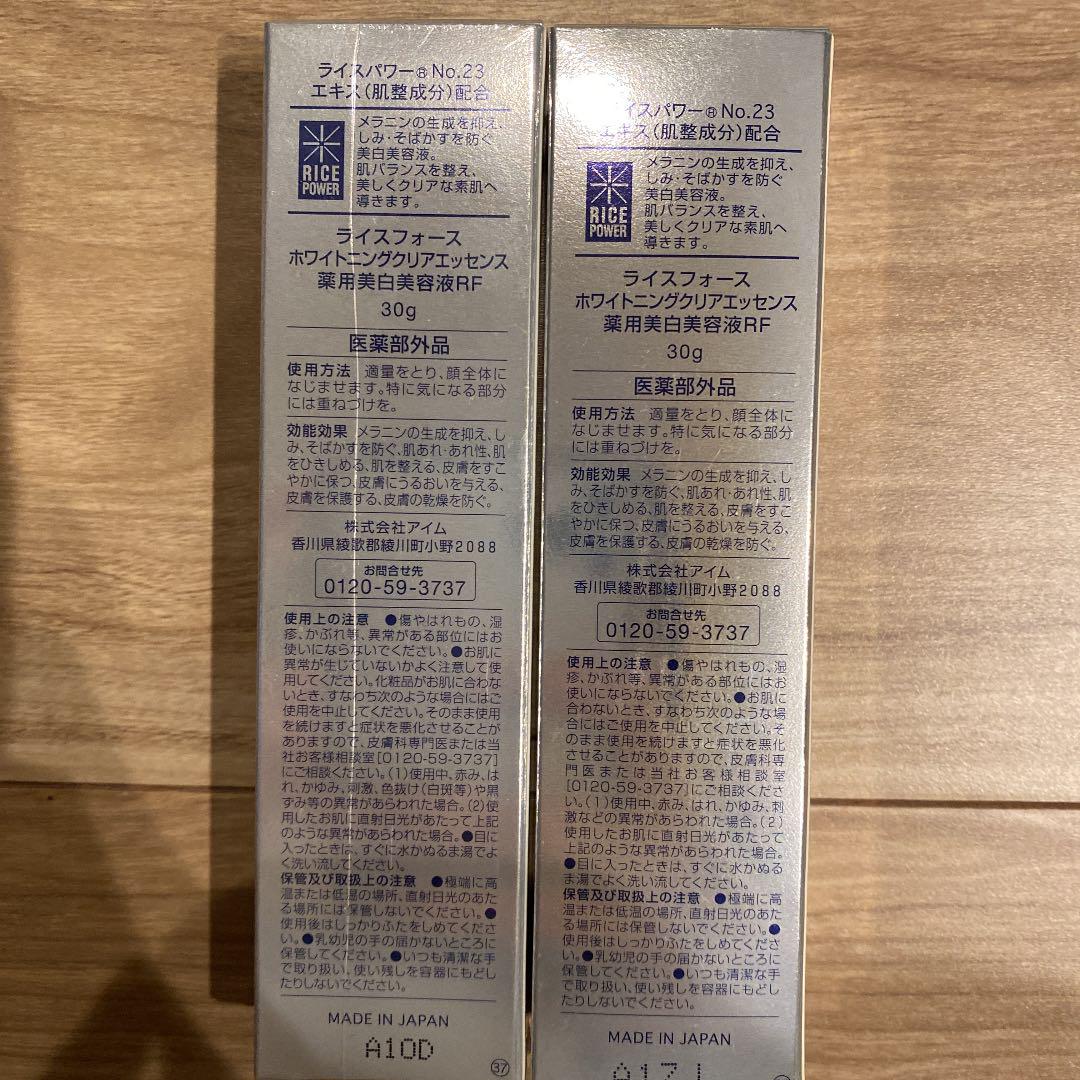 ライスパワー®No.23
エキス(肌整成分)配合
RICE
POWER
メラニンの生成を抑え、
しみ・そばかすを防ぐ
美白美容液。
肌バランスを整え、
美しくクリアな素肌へ
導きます。
ライスフォース
ホワイトニングクリアエッセンス
薬用美白美容液RF
30g
医薬部外品
使用方法 適量をとり、顔全体に
なじませます。特に気になる部分
には重ねづけを。
効能効果 メラニンの生成を抑え、し
み、そばかすを防ぐ、肌あれ・あれ性、肌
をひきしめる、肌を整える、皮膚をすこ
やかに保つ、皮膚にうるおいを与える、
皮膚を保護する、皮膚の乾燥を防ぐ。
株式会社アイム
香川県綾歌郡綾川町小野2088
お問合せ先
0120-59-3737
使用上の注意 ●傷やはれもの、湿
疹、かぶれ等、異常がある部位にはお
使いにならないでください。●お肌に
異常が生じていないかよく注意して使
用してください。化粧品がお肌に合わな
いとき、すなわち次のような場合にはご
使用を中止してください。そのまま使用
を続けますと症状を悪化させることが
ありますので、皮膚科専門医または当
社お客様相談室[0120-59-3737]
にご相談ください。(1)使用中、赤み、は
れ、かゆみ、刺激、色抜け(白斑等)や黒
ずみ等の異常があらわれた場合。(2)使
用したお肌に直射日光があたって上記
のような異常があらわれた場合。●目に
入ったときは、すぐに水かぬるま湯でよ
く洗い流してください。
保管及び取扱上の注意 ●極端に高
温または低温の場所、直射日光のあた
る場所には保管しないでください。●
使用後はしっかりふたをしめてくださ
い。●乳幼児の手の届かないところに
保管してください。●いつも清潔な手
で取り扱い、使い残しを容器にもどし
たりしないでください。
MADE IN JAPAN
A10D
㊲
イスパワー®No.23
エキス(肌整成分)配合
RICE
POWER
メラニンの生成を抑え、
しみ・そばかすを防ぐ
美白美容液。
肌バランスを整え、
美しくクリアな素肌へ
導きます。
ライスフォース
ホワイトニングクリアエッセンス
薬用美白美容液RF
30g
医薬部外品
使用方法 適量をとり、顔全体に
なじませます。特に気になる部分
には重ねづけを。
効能効果 メラニンの生成を抑え、し
み、そばかすを防ぐ、肌あれ・あれ性、肌
をひきしめる、肌を整える、皮膚をすこ
やかに保つ、皮膚にうるおいを与える、
皮膚を保護する、皮膚の乾燥を防ぐ。
株式会社アイム
香川県綾歌郡綾川町小野2088
お問合せ先
0120-59-3737
使用上の注意 ●傷やはれもの、湿
疹、かぶれ等、異常がある部位にはお
使いにならないでください。●お肌に
合わないとき、すなわち次のような場
合にはご使用を中止してください。そ
のまま使用を続けますと症状を悪化
させることがありますので、皮膚科専
門医または当社お客様相談室
[0120-59-3737]にご相談くださ
い。(1)使用中、赤み、はれ、かゆみ、刺
激などの異常があらわれた場合。(2)
使用したお肌に直射日光があたって
上記のような異常があらわれた場合。
●目に入ったときは、すぐに水かぬる
ま湯でよく洗い流してください。
保管及び取扱上の注意 ●極端に高
温または低温の場所、直射日光のあた
る場所には保管しないでください。●
使用後はしっかりふたをしめてくださ
い。●乳幼児の手の届かないところに
保管してください。●いつも清潔な手
で取り扱い、使い残しを容器にもどし
たりしないでください。
MADE IN JAPAN